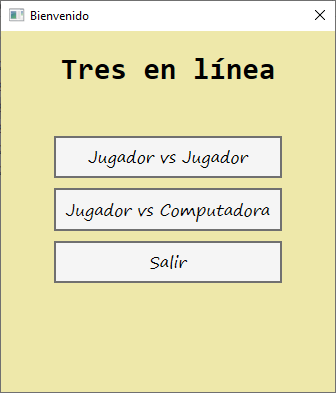 Bienvenido
Tres en línea
Jugador vs Jugador
Jugador vs Computadora
Salir